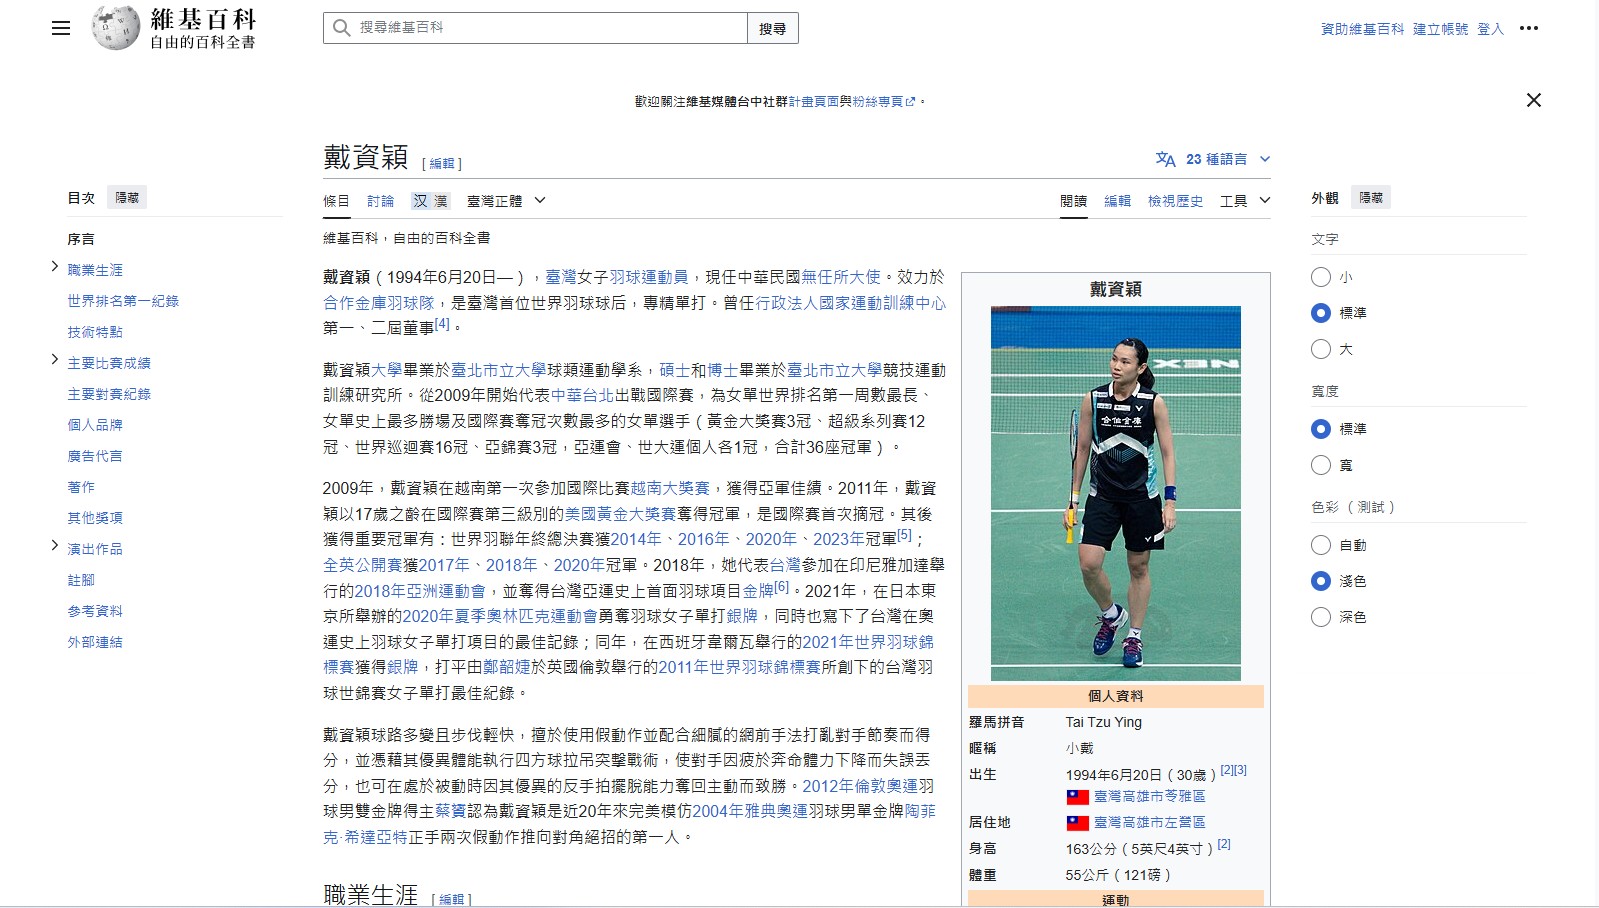 維基百科
自由的百科全書
搜尋維基百科
搜尋
資助維基百科 建立帳號 登入
歡迎關注維基媒體台中社群計畫頁面與粉絲專頁。
戴資穎 [編輯]
23 種語言
條目 討論 汉 漢 臺灣正體
閱讀 編輯 檢視歷史 工具
維基百科，自由的百科全書
目次 隱藏
序言
職業生涯
世界排名第一紀錄
技術特點
主要比賽成績
主要對賽紀錄
個人品牌
廣告代言
著作
其他獎項
演出作品
註腳
參考資料
外部連結
戴資穎（1994年6月20日—），臺灣女子羽球運動員，現任中華民國無任所大使。效力於
合作金庫羽球隊，是臺灣首位世界羽球球后，專精單打。曾任行政法人國家運動訓練中心
第一、二屆董事[4]。
戴資穎大學畢業於臺北市立大學球類運動學系，碩士和博士畢業於臺北市立大學競技運動
訓練研究所。從2009年開始代表中華台北出戰國際賽，為女單世界排名第一周數最長、
女單史上最多勝場及國際賽奪冠次數最多的女單選手（黃金大獎賽3冠、超級系列賽12
冠、世界巡迴賽16冠、亞錦賽3冠，亞運會、世大運個人各1冠，合計36座冠軍）。
2009年，戴資穎在越南第一次參加國際比賽越南大獎賽，獲得亞軍佳績。2011年，戴資
穎以17歲之齡在國際賽第三級別的美國黃金大獎賽奪得冠軍，是國際賽首次摘冠。其後
獲得重要冠軍有：世界羽聯年終總決賽獲2014年、2016年、2020年、2023年冠軍[5]；
全英公開賽獲2017年、2018年、2020年冠軍。2018年，她代表台灣參加在印尼雅加達舉
行的2018年亞洲運動會，並奪得台灣亞運史上首面羽球項目金牌[6]。2021年，在日本東
京所舉辦的2020年夏季奧林匹克運動會勇奪羽球女子單打銀牌，同時也寫下了台灣在奧
運史上羽球女子單打項目的最佳記錄；同年，在西班牙韋爾瓦舉行的2021年世界羽球錦
標賽獲得銀牌，打平由鄭韶婕於英國倫敦舉行的2011年世界羽球錦標賽所創下的台灣羽
球世錦賽女子單打最佳紀錄。
戴資穎球路多變且步伐輕快，擅於使用假動作並配合細膩的網前手法打亂對手節奏而得
分，並憑藉其優異體能執行四方球拉吊突擊戰術，使對手因疲於奔命體力下降而失誤丟
分，也可在處於被動時因其優異的反手拍擺脫能力奪回主動而致勝。2012年倫敦奧運羽
球男雙金牌得主蔡贇認為戴資穎是近20年來完美模仿2004年雅典奧運羽球男單金牌陶菲
克·希達亞特正手兩次假動作推向對角絕招的第一人。
職業生涯 [編輯]
戴資穎
YONEX
合作金庫
個人資料
羅馬拼音 Tai Tzu Ying
暱稱 小戴
出生 1994年6月20日（30歲）[2][3]
臺灣高雄市苓雅區
居住地 臺灣高雄市左營區
身高 163公分（5英尺4英寸）[2]
體重 55公斤（121磅）
運動
外觀 隱藏
文字
小
標準
大
寬度
標準
寬
色彩（測試）
自動
淺色
深色